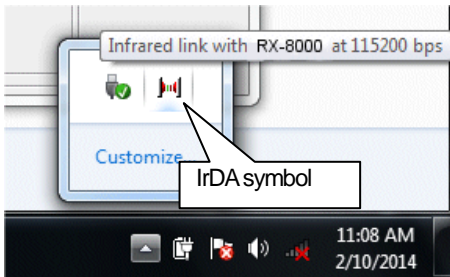 Infrared link with RX-8000 at 115200 bps
Customize...
IrDA symbol
11:08 AM
2/10/2014